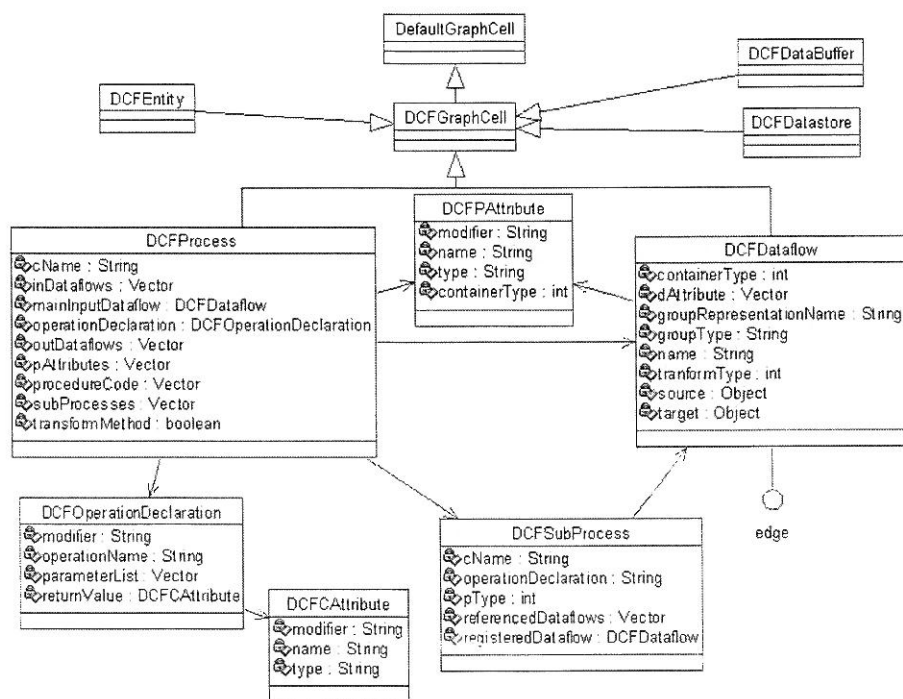 DefaultGraphCell
DCFDataBuffer
DCFEntity
DCFGraphCell
DCFDatastore
DCFPAttribute
modifier : String
name : String
type : String
containerType : int
DCFProcess
cName : String
inDataflows : Vector
mainInputDataflow : DCFDataflow
operationDeclaration : DCFOperationDeclaration
outDataflows : Vector
pAttributes : Vector
procedureCode : Vector
subProcesses : Vector
transformMethod : boolean
DCFDataflow
containerType : int
dAttribute : Vector
groupRepresentationName : String
groupType : String
name : String
tranformType : int
source : Object
target : Object
edge
DCFOperationDeclaration
modifier : String
operationName : String
parameterList : Vector
returnValue : DCFCAttribute
DCFCAttribute
modifier : String
name : String
type : String
DCFSubProcess
cName : String
operationDeclaration : String
pType : int
referencedDataflows : Vector
registeredDataflow : DCFDataflow